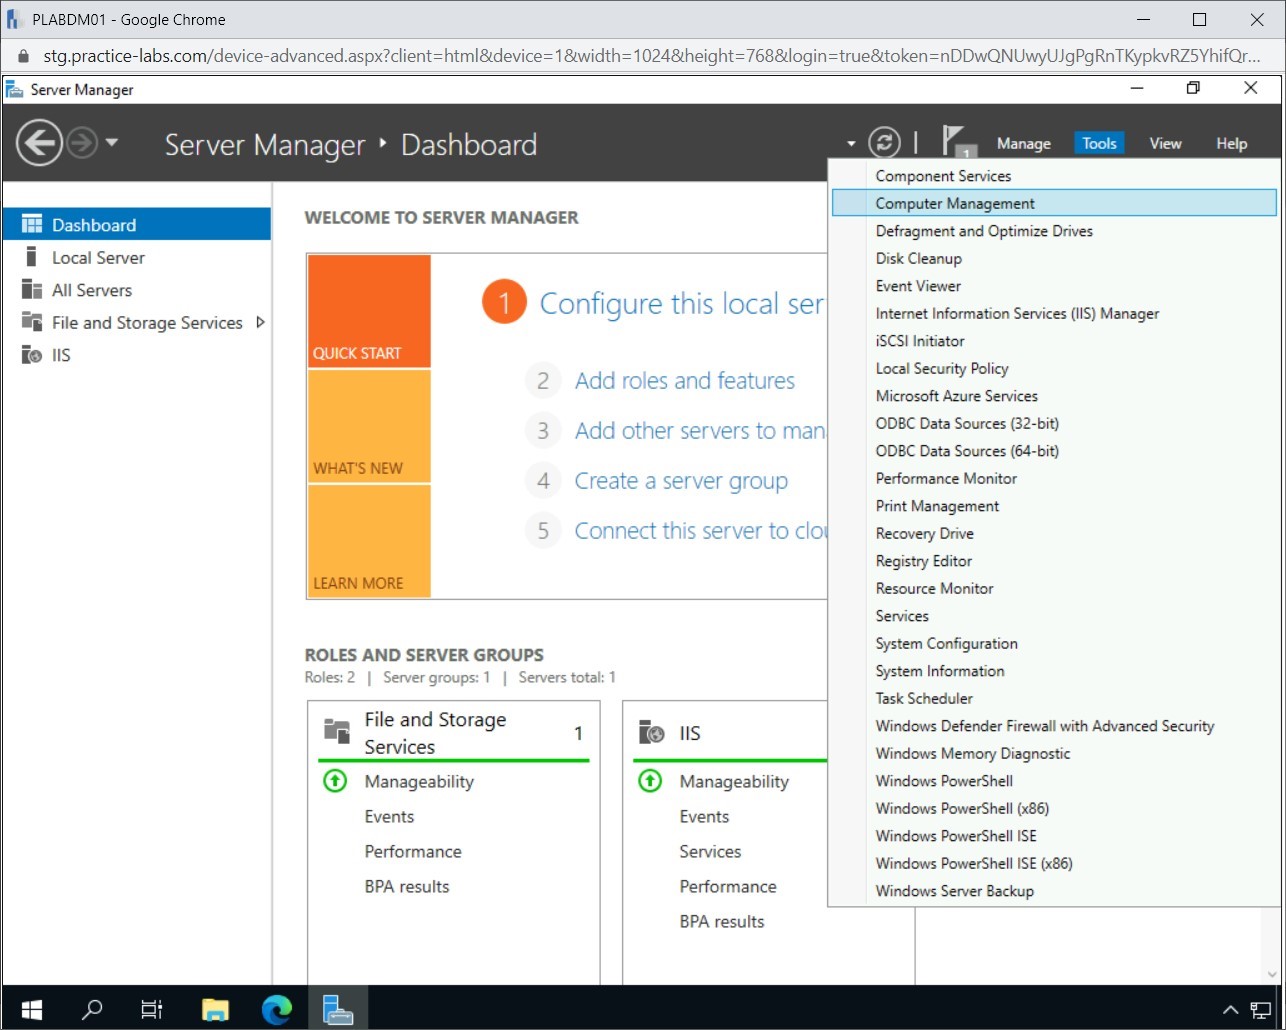 PLABDM01 - Google Chrome
stg.practice-labs.com/device-advanced.aspx?client=html&device=1&width=1024&height=768&login=true&token=nDDwQNUwyUJgPgRnTKypkvRZ5YhifQr...
Server Manager
Server Manager Dashboard
1
Manage
Tools
View
Help
Dashboard
Local Server
All Servers
File and Storage Services
IIS
WELCOME TO SERVER MANAGER
QUICK START
WHAT'S NEW
LEARN MORE
1 Configure this local ser
2 Add roles and features
3 Add other servers to man
4 Create a server group
5 Connect this server to clou
ROLES AND SERVER GROUPS
Roles: 2 | Server groups: 1 | Servers total: 1
File and Storage
Services
1
Manageability
Events
Performance
BPA results
IIS
Manageability
Events
Services
Performance
BPA results
Component Services
Computer Management
Defragment and Optimize Drives
Disk Cleanup
Event Viewer
Internet Information Services (IIS) Manager
iSCSI Initiator
Local Security Policy
Microsoft Azure Services
ODBC Data Sources (32-bit)
ODBC Data Sources (64-bit)
Performance Monitor
Print Management
Recovery Drive
Registry Editor
Resource Monitor
Services
System Configuration
System Information
Task Scheduler
Windows Defender Firewall with Advanced Security
Windows Memory Diagnostic
Windows PowerShell
Windows PowerShell (x86)
Windows PowerShell ISE
Windows PowerShell ISE (x86)
Windows Server Backup